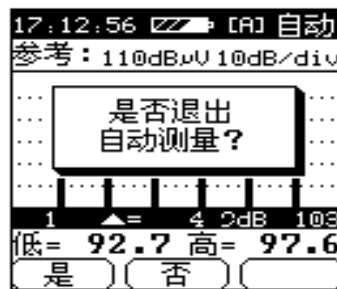 17:12:56 [A] 自动
参考：110dBμV 10dB/div
是否退出
自动测量？
1 ▲= 4 2dB 103
低= 92.7 高= 97.6
是 否